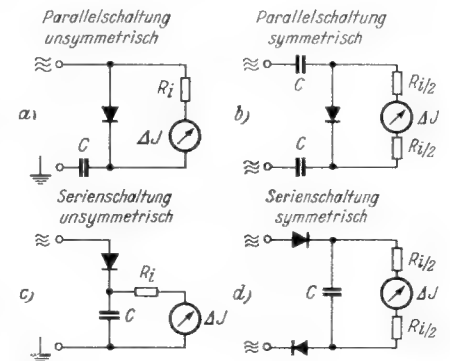 Parallelschaltung
unsymmetrisch
Parallelschaltung
symmetrisch
Ri
ΔJ
a)
C
C
Ri/2
b)
ΔJ
C
Ri/2
Serienschaltung
unsymmetrisch
Serienschaltung
symmetrisch
Ri
c)
C
ΔJ
Ri/2
d)
C
ΔJ
Ri/2